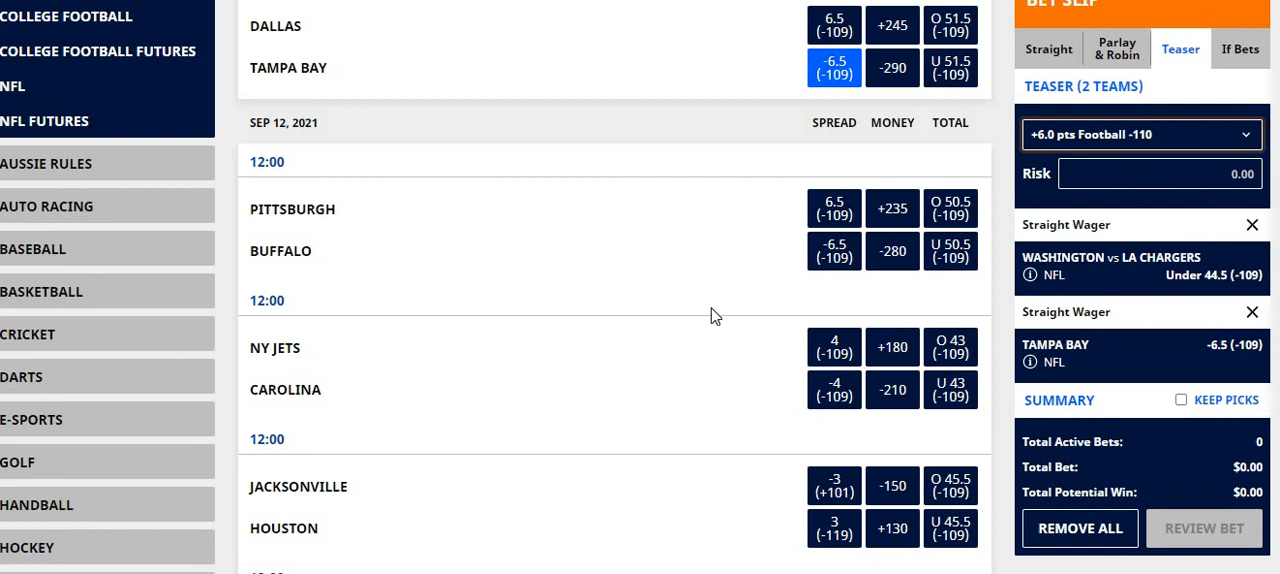 COLLEGE FOOTBALL
COLLEGE FOOTBALL FUTURES
NFL
NFL FUTURES
AUSSIE RULES
AUTO RACING
BASEBALL
BASKETBALL
CRICKET
DARTS
E-SPORTS
GOLF
HANDBALL
HOCKEY
DALLAS 6.5 (-109) +245 O 51.5 (-109)
TAMPA BAY -6.5 (-109) -290 U 51.5 (-109)
SEP 12, 2021 SPREAD MONEY TOTAL
12:00
PITTSBURGH 6.5 (-109) +235 O 50.5 (-109)
BUFFALO -6.5 (-109) -280 U 50.5 (-109)
12:00
NY JETS 4 (-109) +180 O 43 (-109)
CAROLINA -4 (-109) -210 U 43 (-109)
12:00
JACKSONVILLE -3 (+101) -150 O 45.5 (-109)
HOUSTON 3 (-119) +130 U 45.5 (-109)
BET SLIP
Straight Parlay & Robin Teaser If Bets
TEASER (2 TEAMS)
+6.0 pts Football -110
Risk 0.00
Straight Wager
WASHINGTON vs LA CHARGERS
NFL Under 44.5 (-109)
Straight Wager
TAMPA BAY -6.5 (-109)
NFL
SUMMARY KEEP PICKS
Total Active Bets: 0
Total Bet: $0.00
Total Potential Win: $0.00
REMOVE ALL REVIEW BET